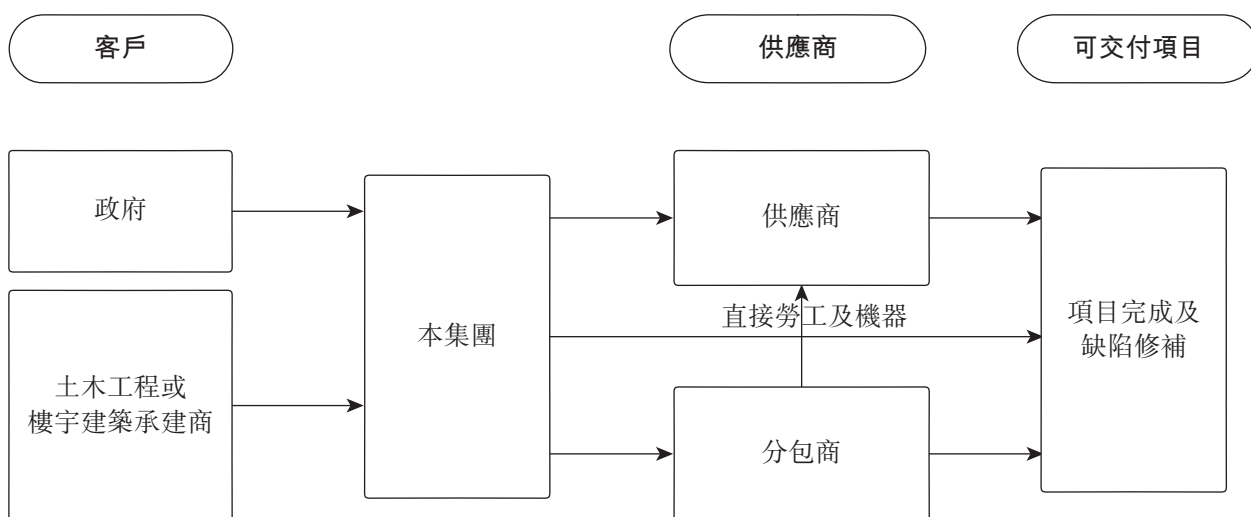 客戶
供應商
可交付項目
政府
供應商
直接勞工及機器
本集團
項目完成及
缺陷修補
土木工程或
樓宇建築承建商
分包商